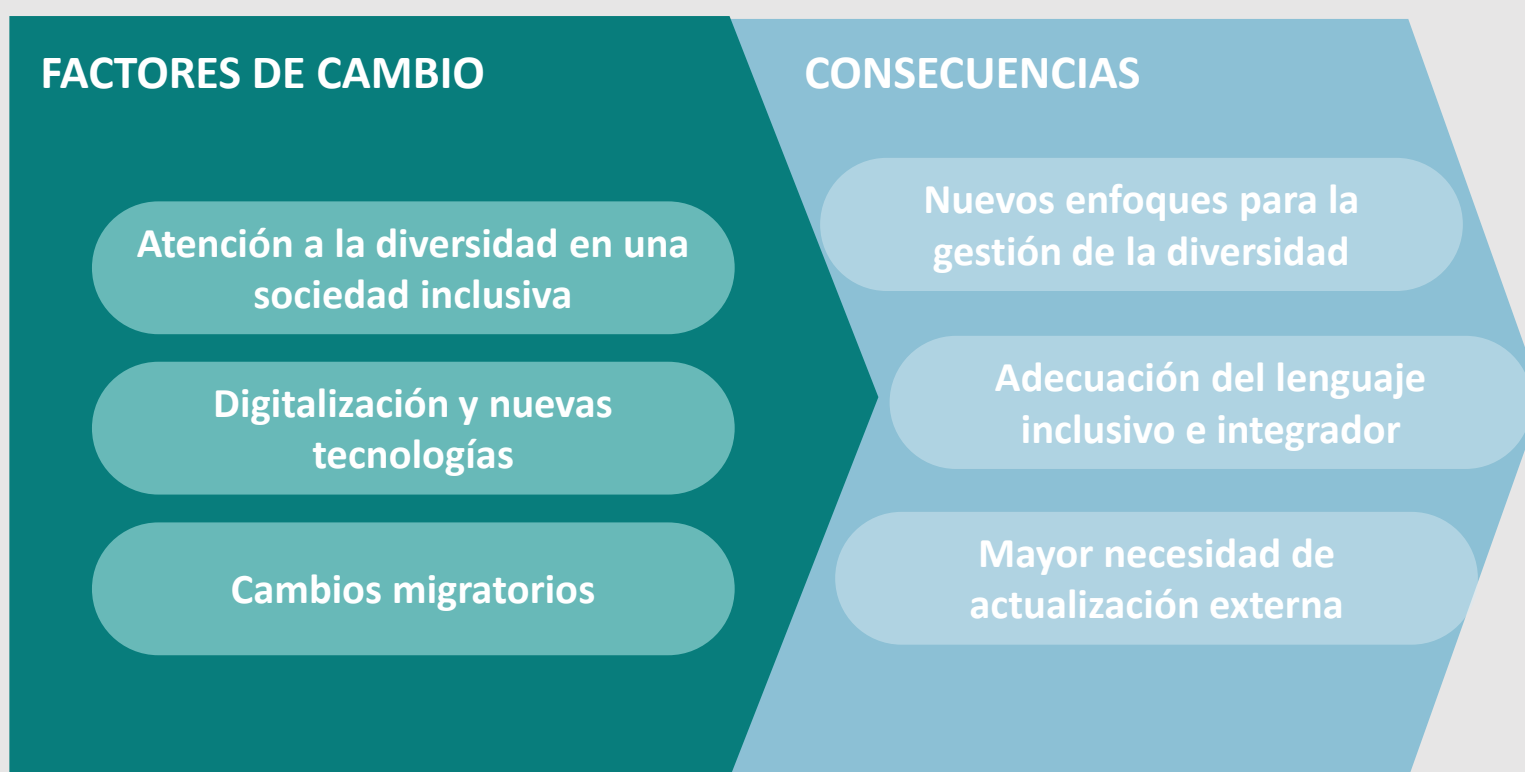 FACTORES DE CAMBIO
Atención a la diversidad en una
sociedad inclusiva
Digitalización y nuevas
tecnologías
Cambios migratorios
CONSECUENCIAS
Nuevos enfoques para la
gestión de la diversidad
Adecuación del lenguaje
inclusivo e integrador
Mayor necesidad de
actualización externa